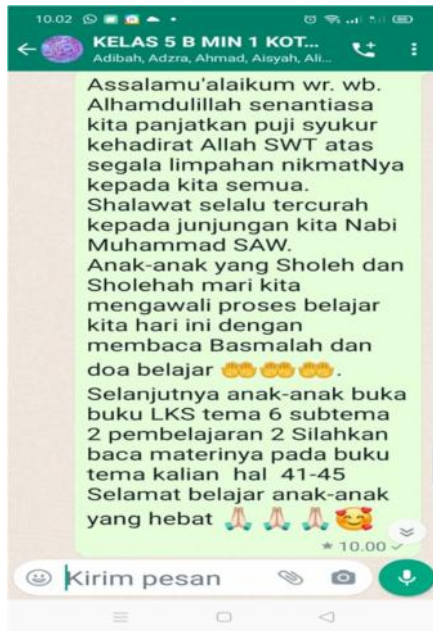 10.02
KELAS 5 B MIN 1 KOT...
Adibah, Adzra, Ahmad, Aisyah, Ali...
Assalamu'alaikum wr. wb.
Alhamdulillah senantiasa
kita panjatkan puji syukur
kehadirat Allah SWT atas
segala limpahan nikmatNya
kepada kita semua.
Shalawat selalu tercurah
kepada junjungan kita Nabi
Muhammad SAW.
Anak-anak yang Sholeh dan
Sholehah mari kita
mengawali proses belajar
kita hari ini dengan
membaca Basmalah dan
doa belajar 🤲🤲🤲.
Selanjutnya anak-anak buka
buku LKS tema 6 subtema
2 pembelajaran 2 Silahkan
baca materinya pada buku
tema kalian hal 41-45
Selamat belajar anak-anak
yang hebat 🙏🙏🙏🥰
★ 10.00
Kirim pesan